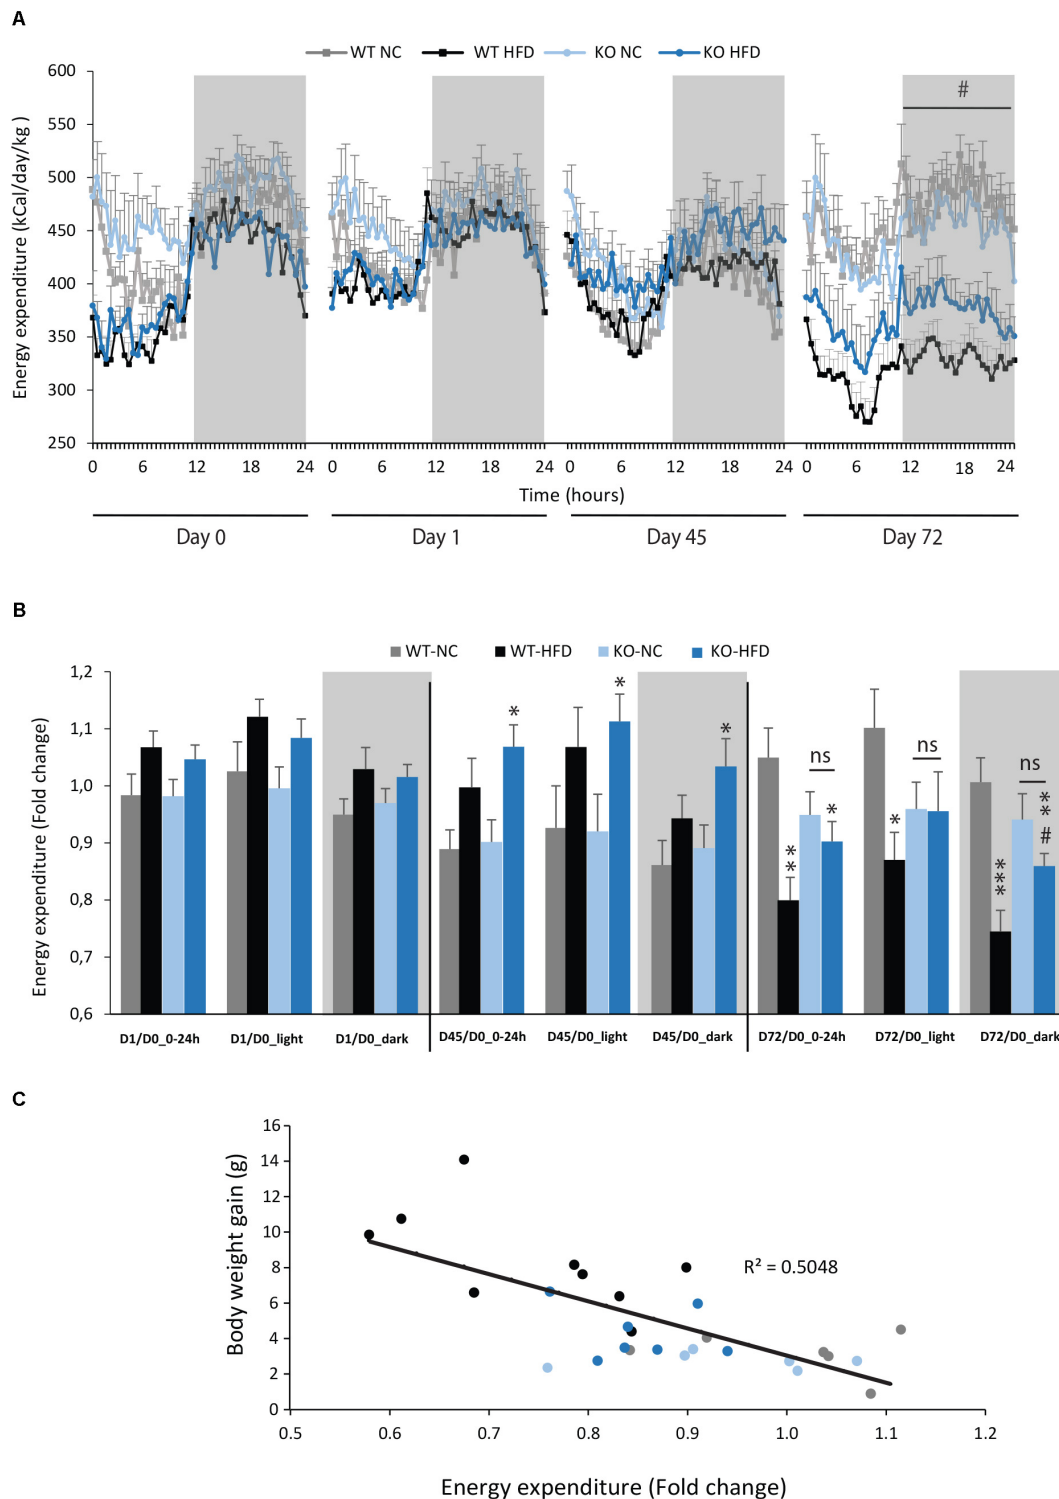 A
WT NC WT HFD KO NC KO HFD
Energy expenditure (kCal/day/kg )
600
550
500
450
400
350
300
250
#
0 6 12 18 24 0 6 12 18 24 0 6 12 18 24 0 6 12 18 24
Time (hours)
Day 0 Day 1 Day 45 Day 72
B
WT-NC WT-HFD KO-NC KO-HFD
Energy expenditure (Fold change)
1,2
1,1
1,0
0,9
0,8
0,7
0,6
* * * ** ns * * ns *** ns ** #
D1/D0_0-24h D1/D0_light D1/D0_dark D45/D0_0-24h D45/D0_light D45/D0_dark D72/D0_0-24h D72/D0_light D72/D0_dark
C
Body weight gain (g)
16
14
12
10
8
6
4
2
0
R² = 0.5048
0.5 0.7 0.8 0.9 1.0 1.1 1.2
Energy expenditure (Fold change)